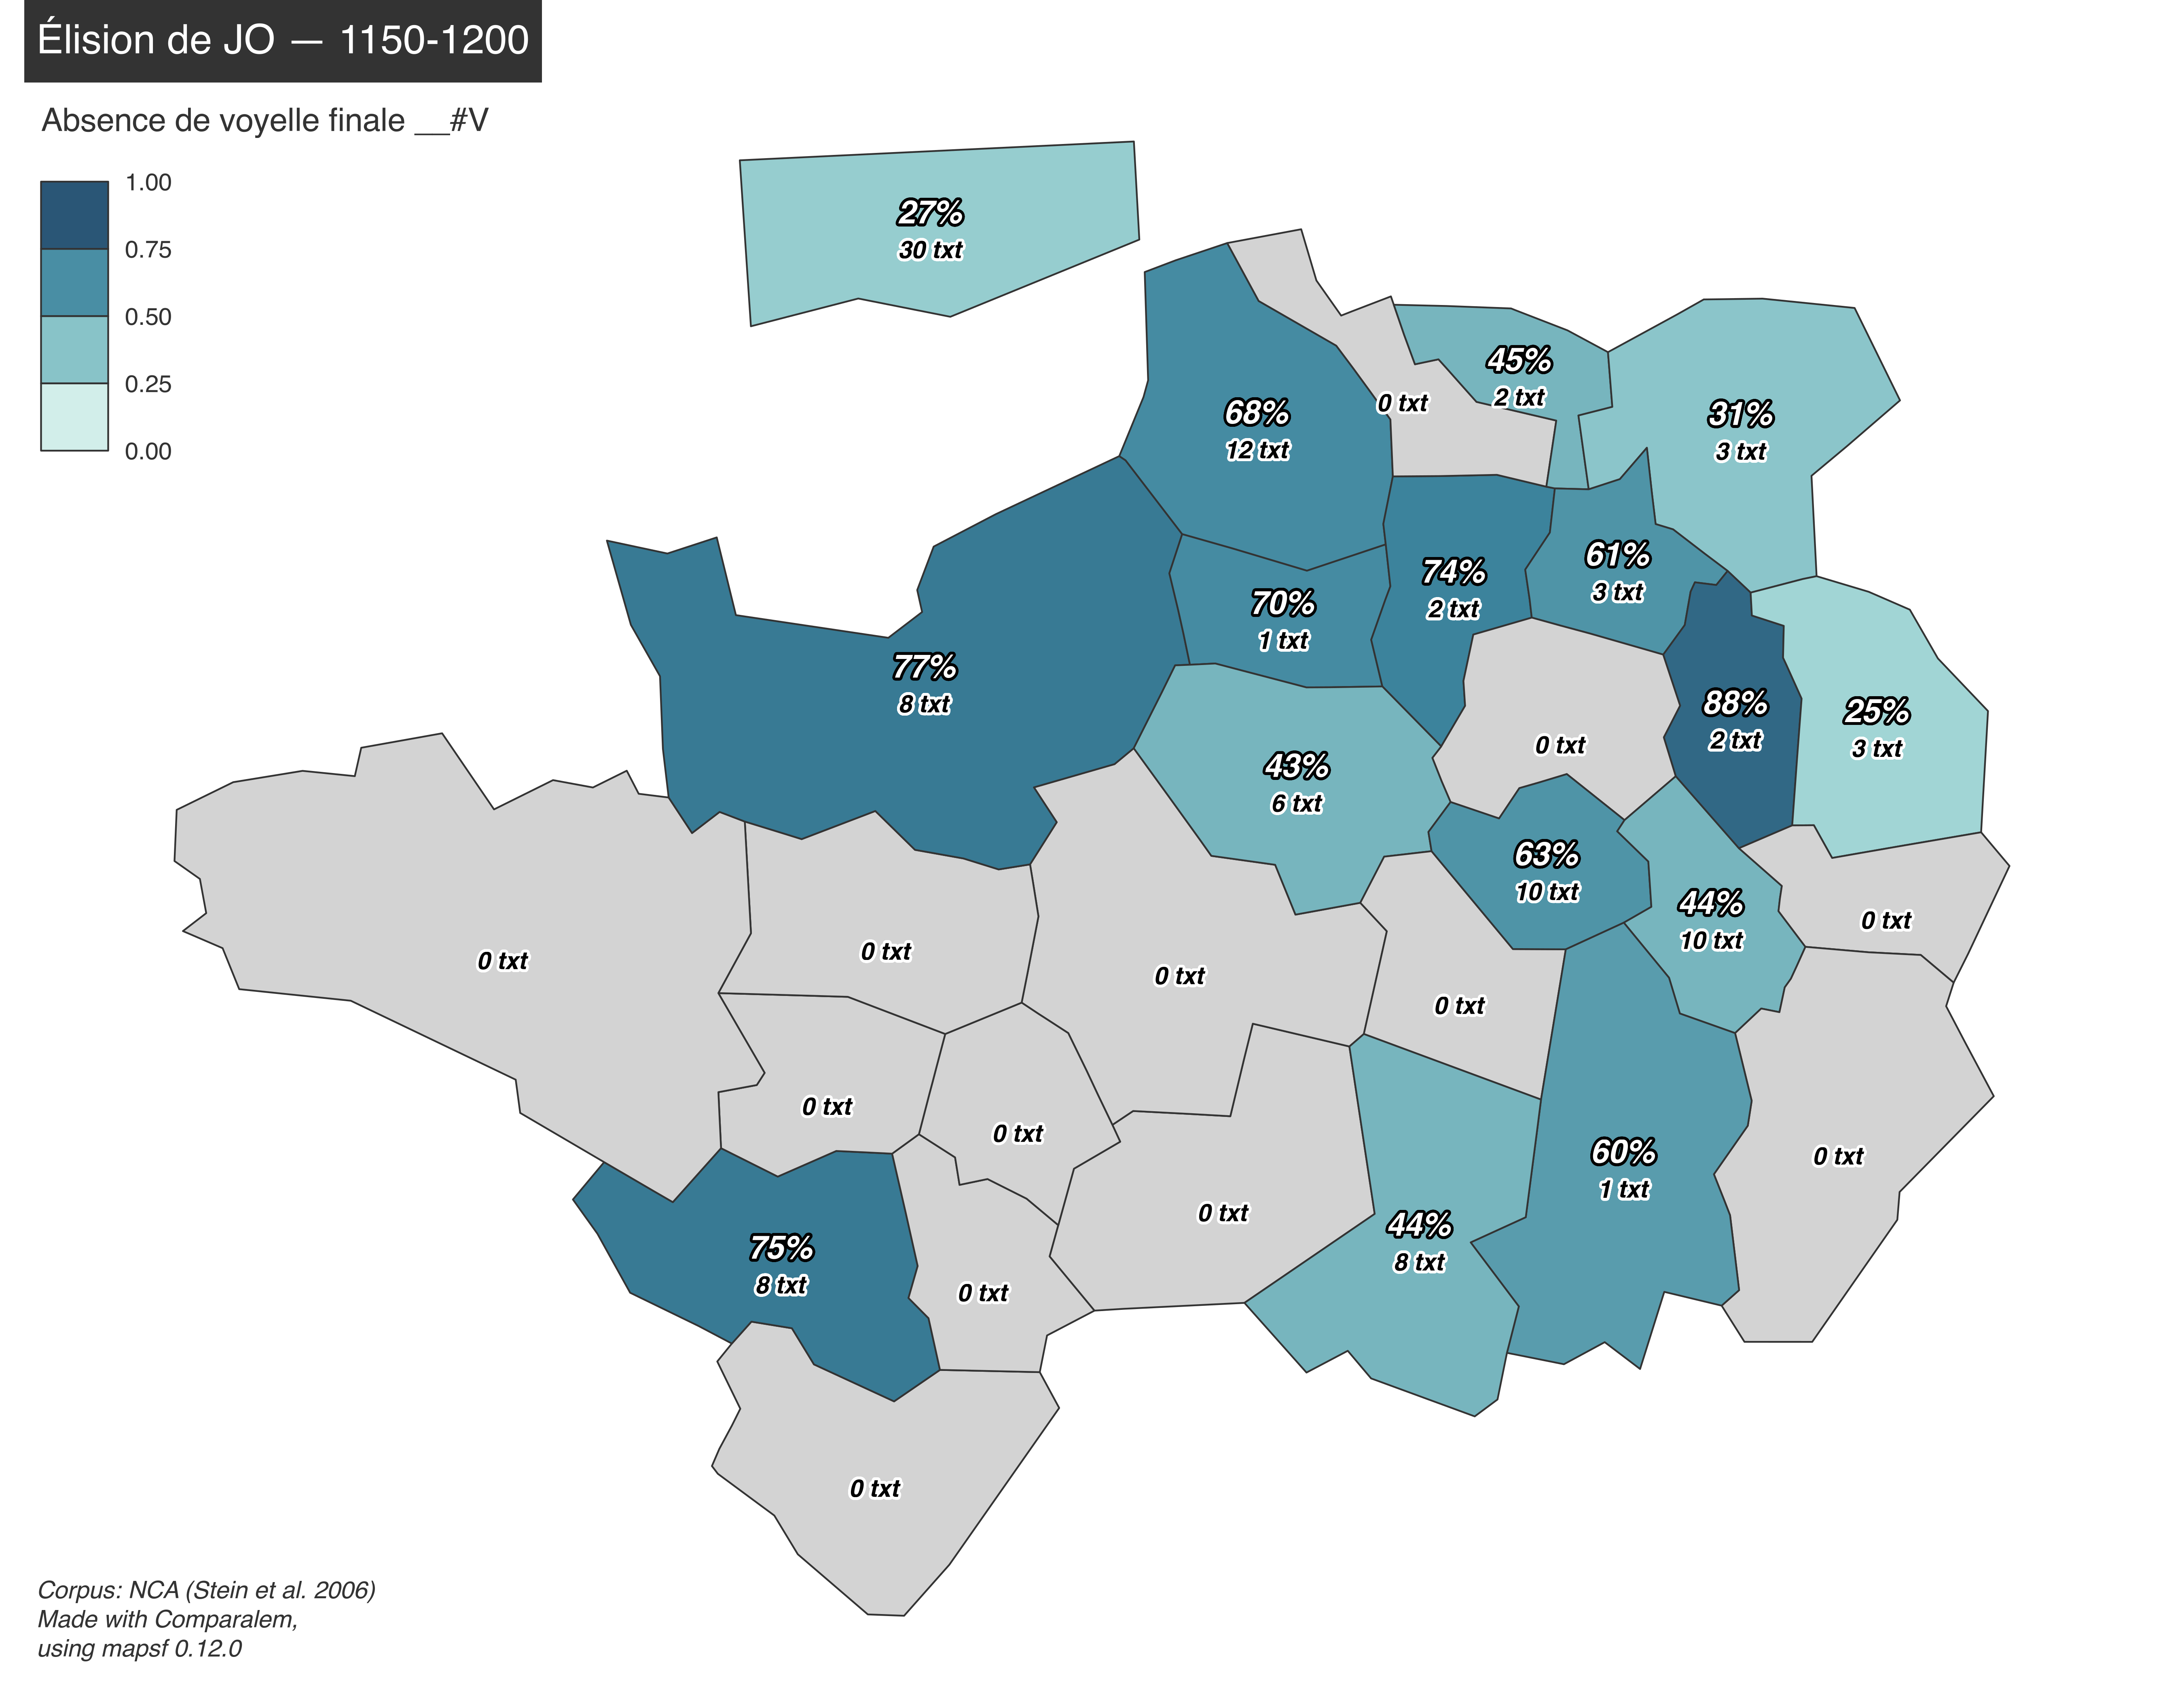 Élision de JO — 1150-1200
Absence de voyelle finale __#V
1.00
0.75
0.50
0.25
0.00
27%
30 txt
68%
12 txt
0 txt
45%
2 txt
31%
3 txt
77%
8 txt
70%
1 txt
74%
2 txt
61%
3 txt
88%
2 txt
25%
3 txt
43%
6 txt
0 txt
63%
10 txt
44%
10 txt
0 txt
0 txt
0 txt
0 txt
0 txt
0 txt
0 txt
0 txt
44%
8 txt
60%
1 txt
0 txt
75%
8 txt
0 txt
0 txt
Corpus: NCA (Stein et al. 2006)
Made with Comparalem,
using mapsf 0.12.0